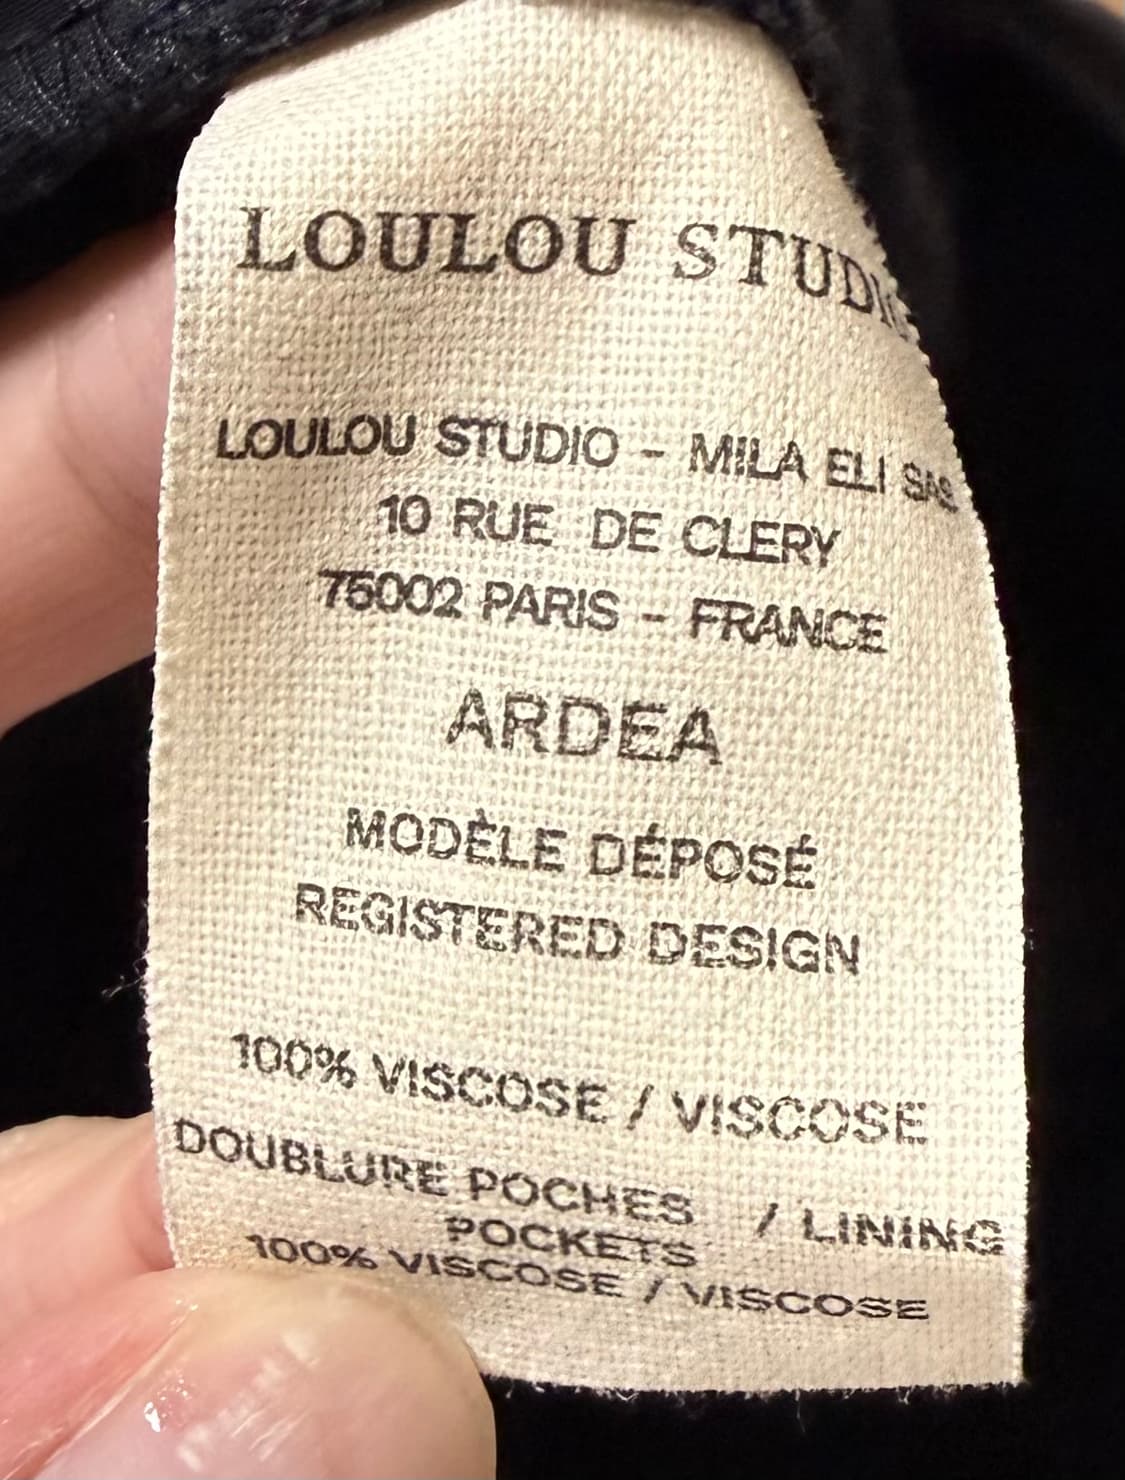 LOULOU STUDIO
LOULOU STUDIO - MILA ELI SAS
10 RUE DE CLERY
75002 PARIS - FRANCE
ARDEA
MODÈLE DÉPOSÉ
REGISTERED DESIGN
100% VISCOSE / VISCOSE
DOUBLURE POCHES / LINING
POCKETS
100% VISCOSE / VISCOSE